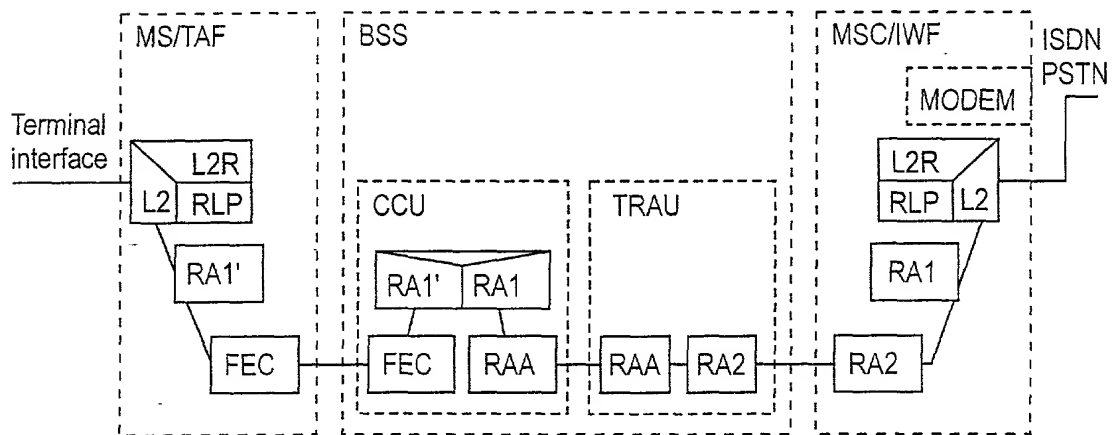 MS/TAF
BSS
MSC/IWF
ISDN
PSTN
MODEM
Terminal
interface
L2R
L2
RLP
L2R
RLP
L2
CCU
TRAU
RA1'
RA1'
RA1
RA1
FEC
FEC
RAA
RAA
RA2
RA2